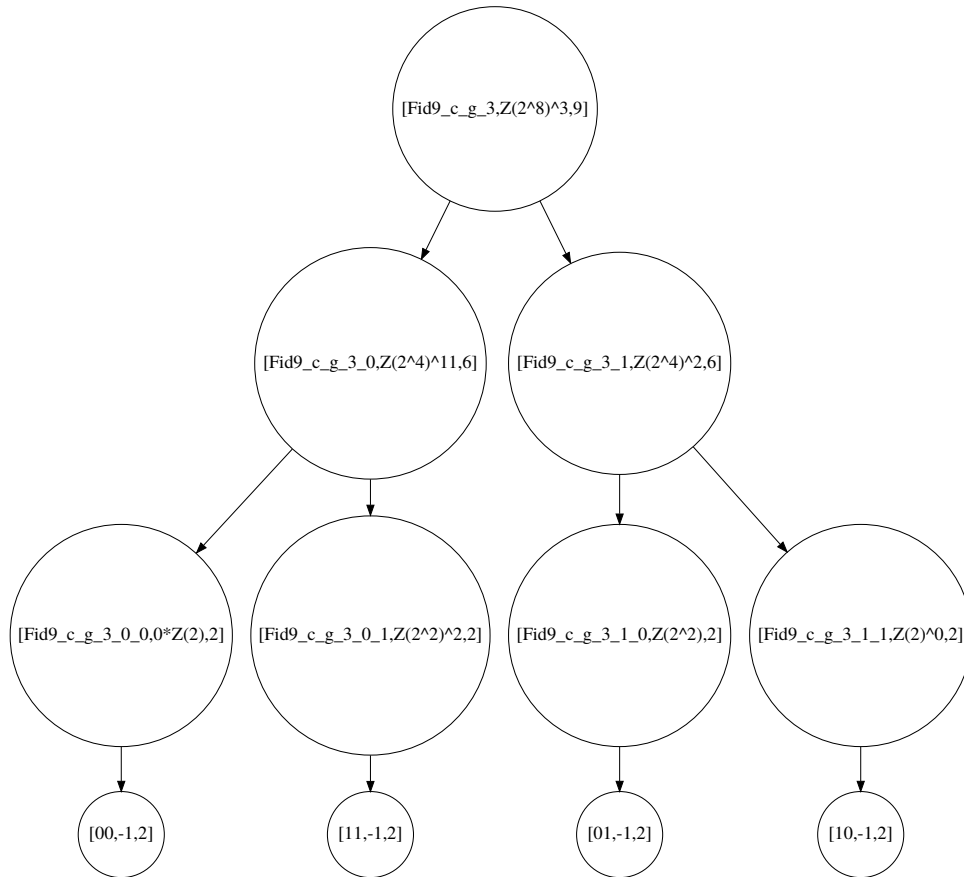 [Fid9_c_g_3,Z(2^8)^3,9]
[Fid9_c_g_3_0,Z(2^4)^11,6]
[Fid9_c_g_3_1,Z(2^4)^2,6]
[Fid9_c_g_3_0_0,0*Z(2),2]
[Fid9_c_g_3_0_1,Z(2^2)^2,2]
[Fid9_c_g_3_1_0,Z(2^2),2]
[Fid9_c_g_3_1_1,Z(2)^0,2]
[00,-1,2]
[11,-1,2]
[01,-1,2]
[10,-1,2]